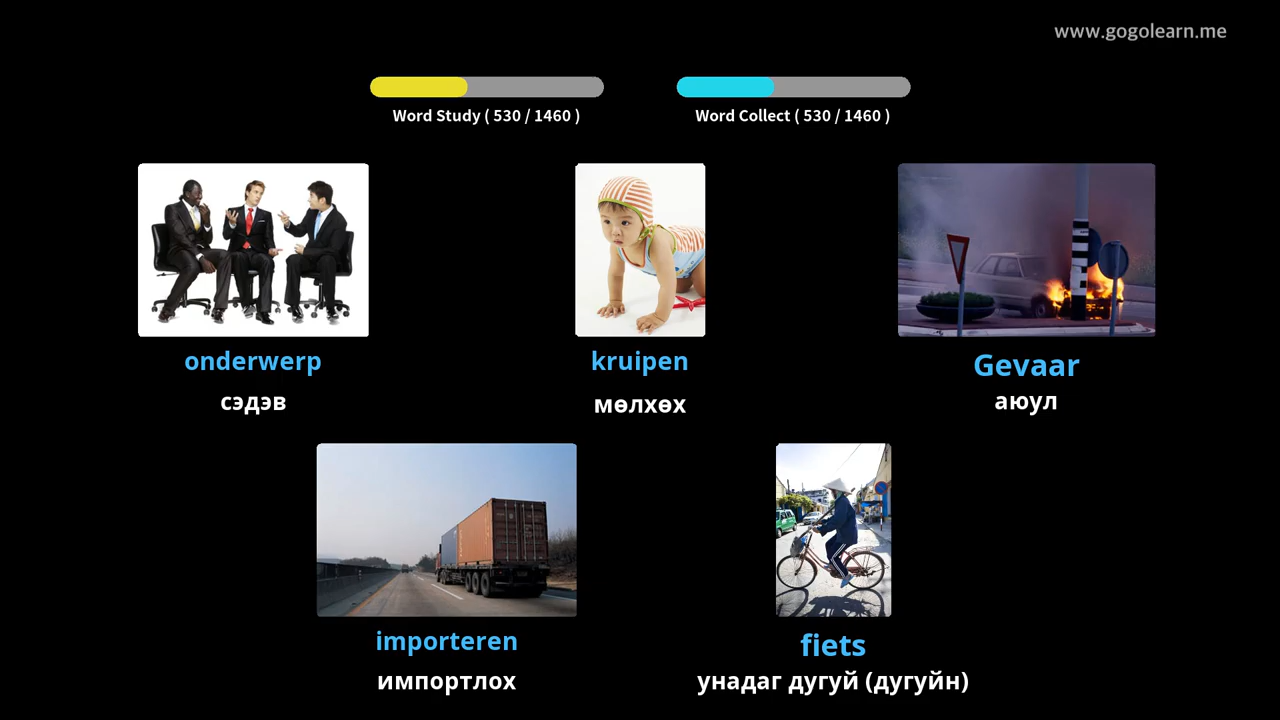 www.gogolearn.me
Word Study ( 530 / 1460 )
Word Collect ( 530 / 1460 )
onderwerp
сэдэв
kruipen
мөлхөх
Gevaar
аюул
importeren
импортлох
fiets
унадаг дугуй (дугуйн)